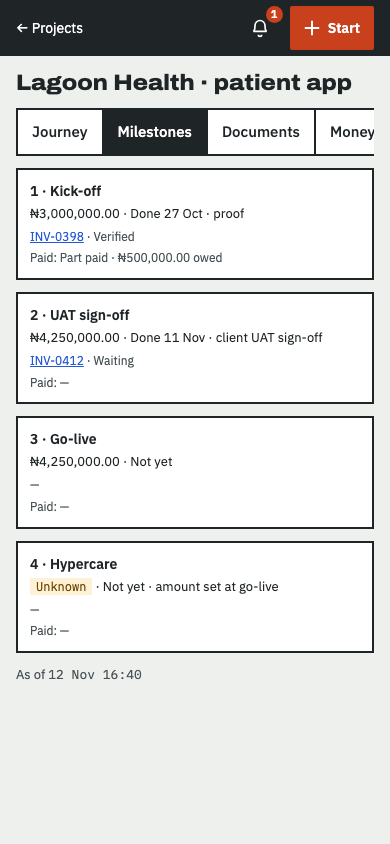 ← Projects
1
+ Start
Lagoon Health · patient app
Journey
Milestones
Documents
Money
1 · Kick-off
₦3,000,000.00 · Done 27 Oct · proof
INV-0398 · Verified
Paid: Part paid · ₦500,000.00 owed
2 · UAT sign-off
₦4,250,000.00 · Done 11 Nov · client UAT sign-off
INV-0412 · Waiting
Paid: —
3 · Go-live
₦4,250,000.00 · Not yet
—
Paid: —
4 · Hypercare
Unknown · Not yet · amount set at go-live
—
Paid: —
As of 12 Nov 16:40